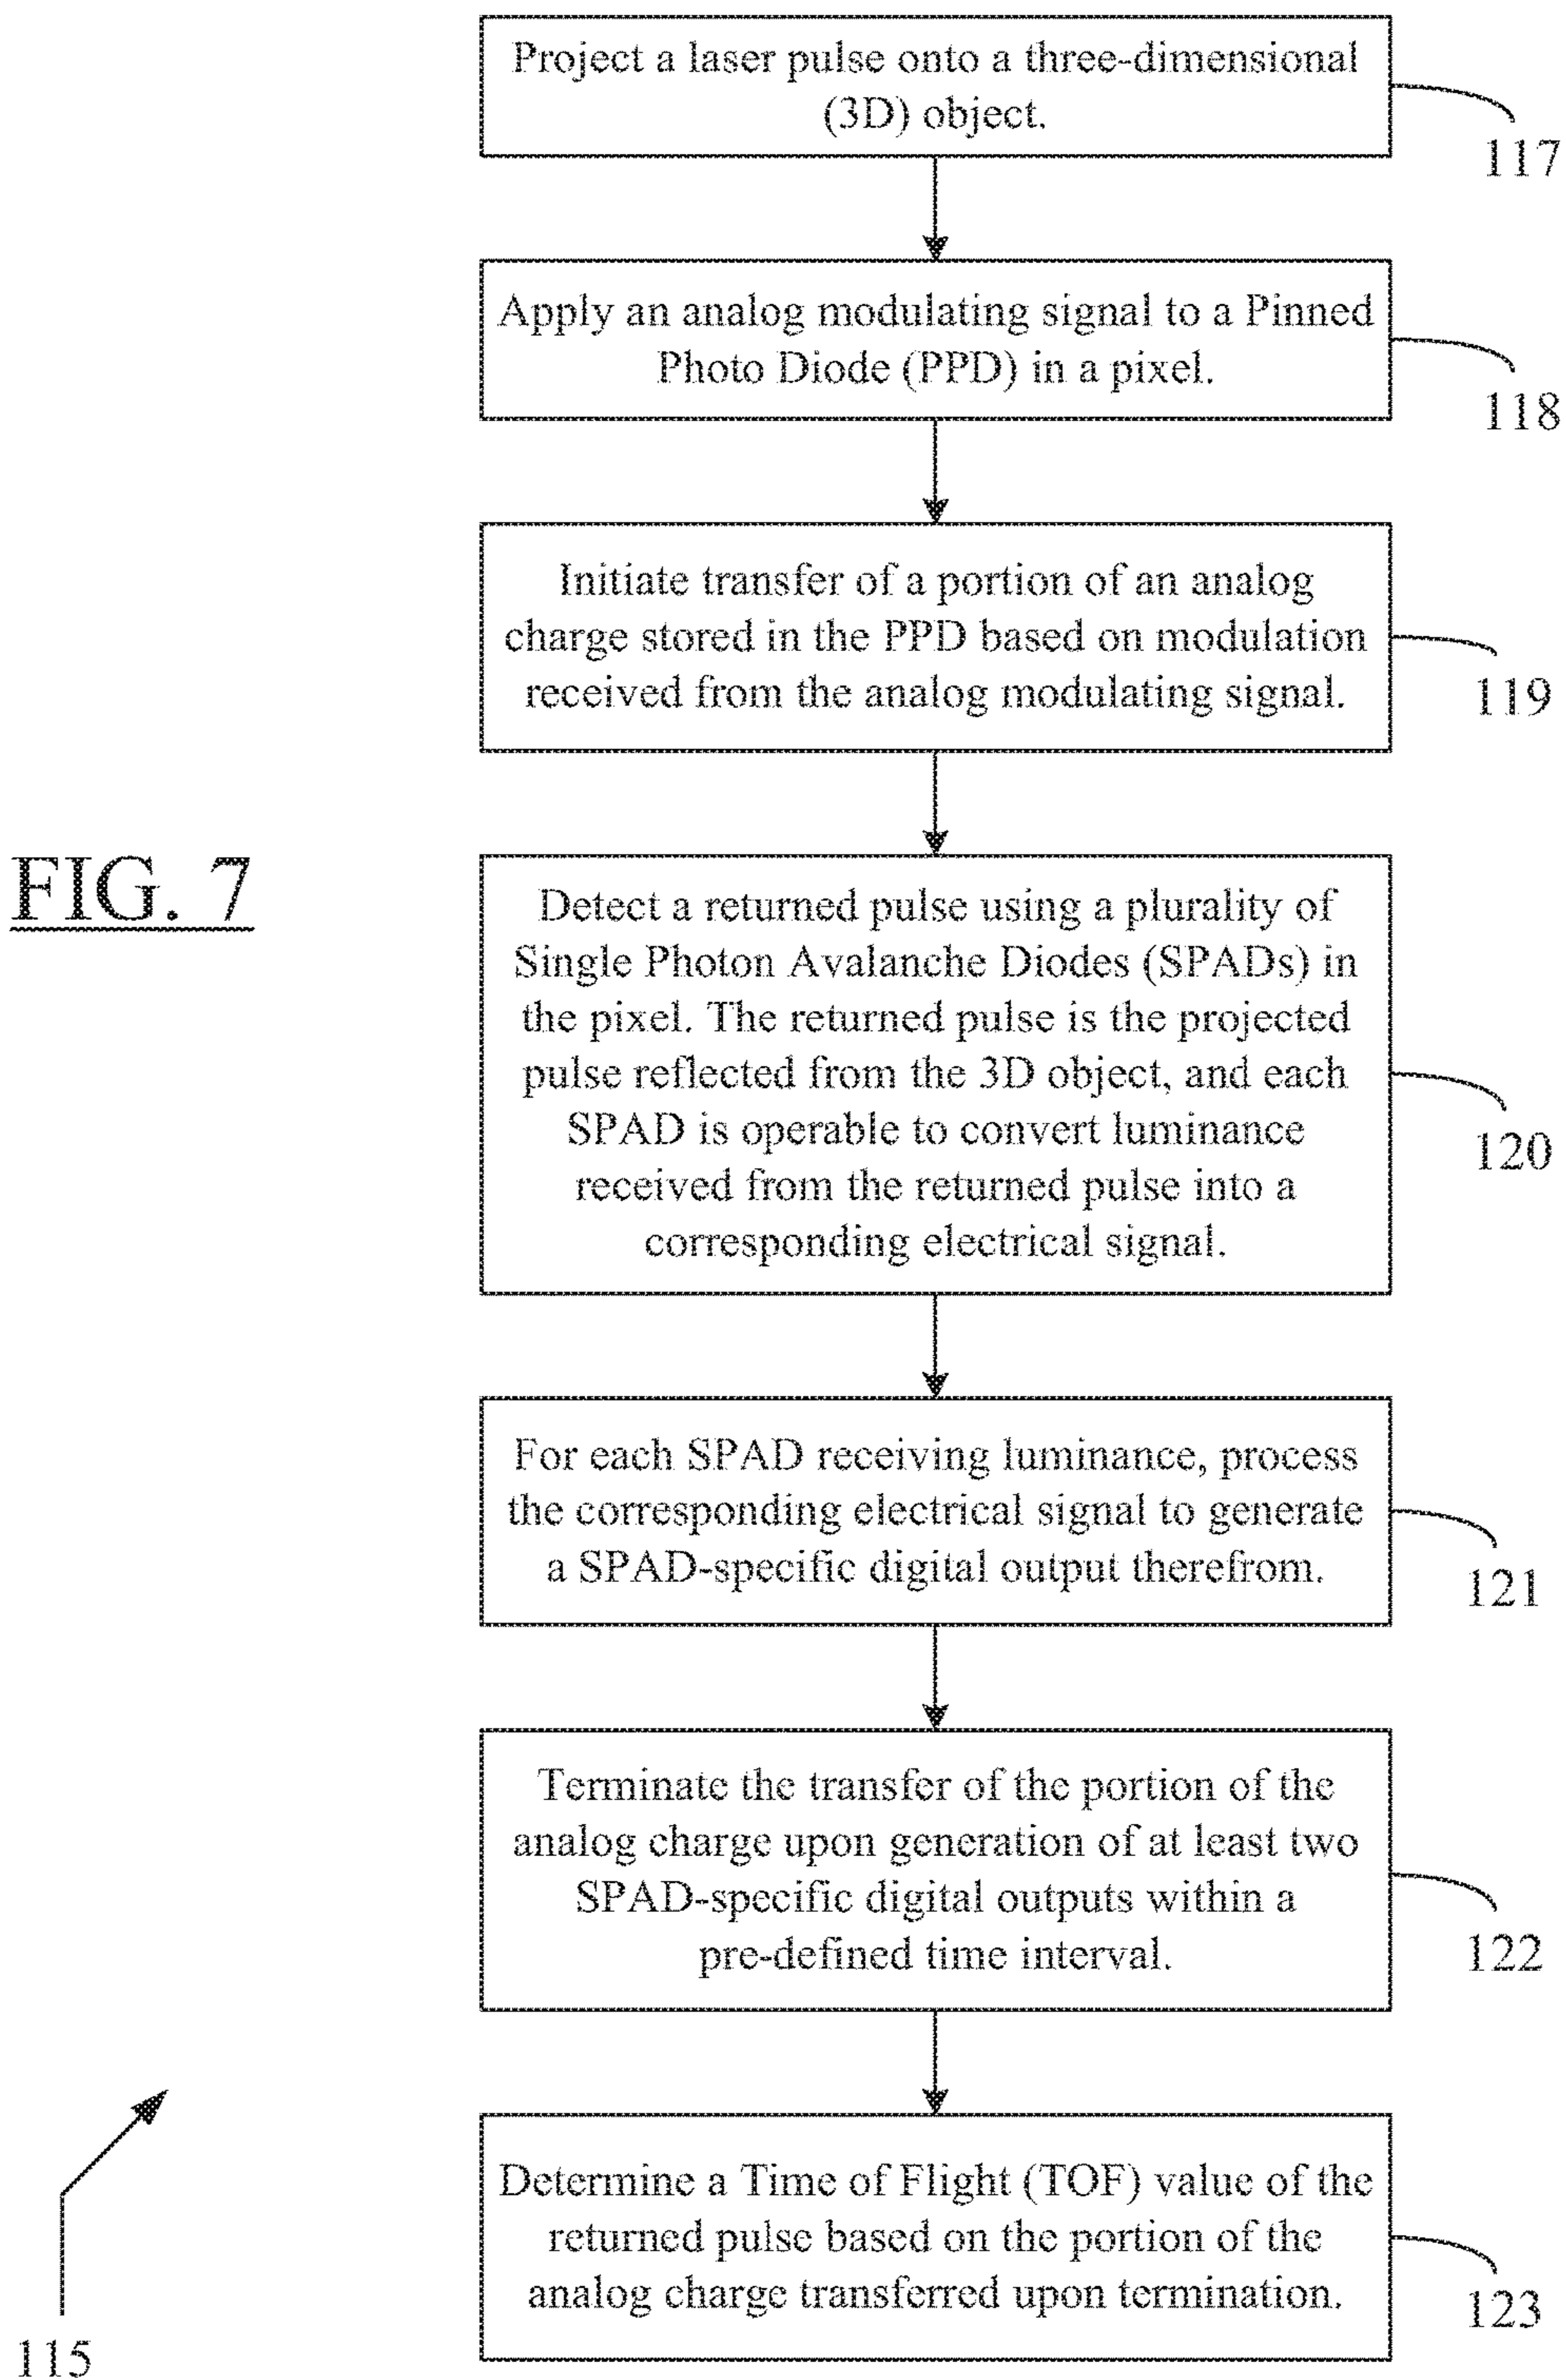 Project a laser pulse onto a three-dimensional
(3D) object.
117
Apply an analog modulating signal to a Pinned
Photo Diode (PPD) in a pixel.
118
Initiate transfer of a portion of an analog
charge stored in the PPD based on modulation
received from the analog modulating signal.
119
FIG. 7
Detect a returned pulse using a plurality of
Single Photon Avalanche Diodes (SPADs) in
the pixel. The returned pulse is the projected
pulse reflected from the 3D object, and each
SPAD is operable to convert luminance
received from the returned pulse into a
corresponding electrical signal.
120
For each SPAD receiving luminance, process
the corresponding electrical signal to generate
a SPAD-specific digital output therefrom.
121
Terminate the transfer of the portion of the
analog charge upon generation of at least two
SPAD-specific digital outputs within a
pre-defined time interval.
122
Determine a Time of Flight (TOF) value of the
returned pulse based on the portion of the
analog charge transferred upon termination.
123
115